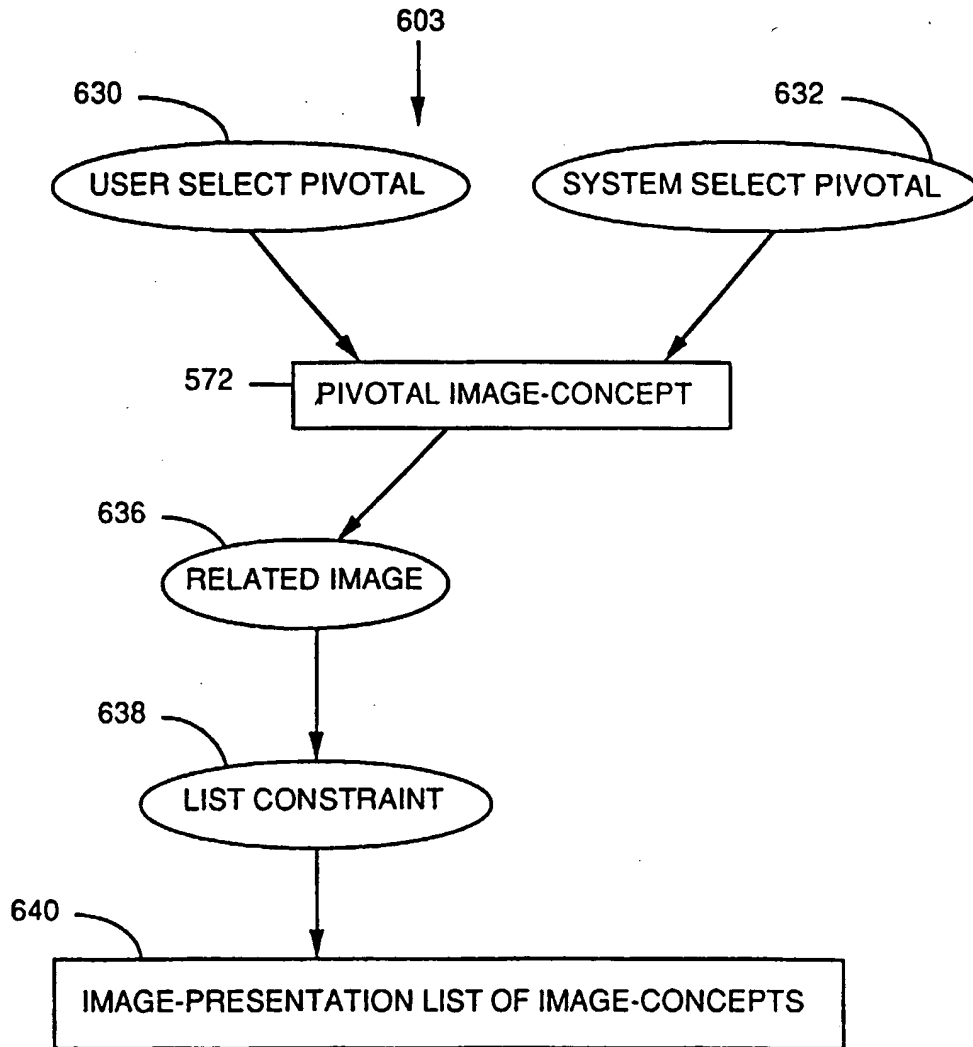 603
630
632
USER SELECT PIVOTAL
SYSTEM SELECT PIVOTAL
572
PIVOTAL IMAGE-CONCEPT
636
RELATED IMAGE
638
LIST CONSTRAINT
640
IMAGE-PRESENTATION LIST OF IMAGE-CONCEPTS